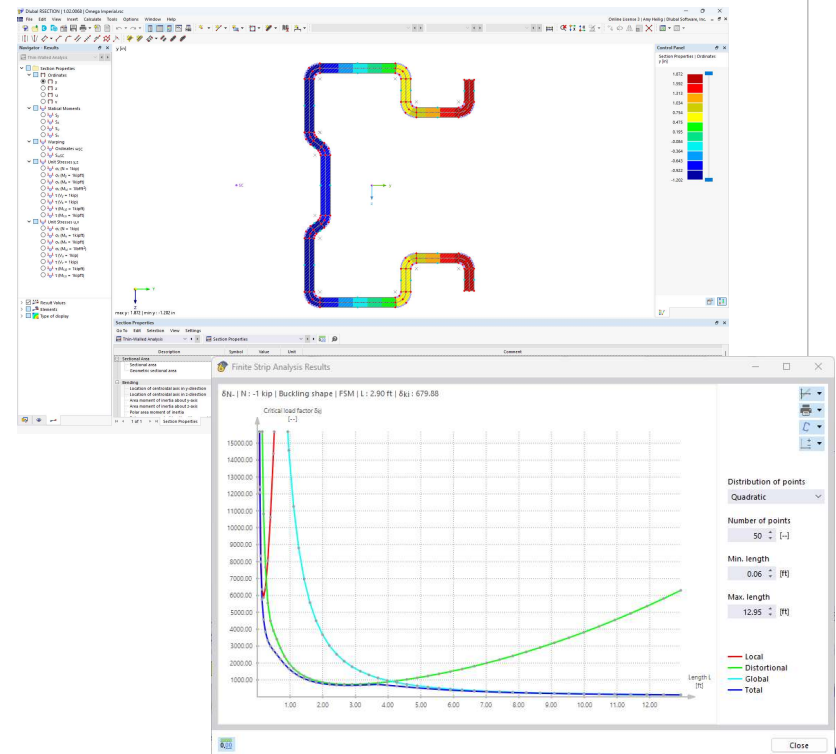 Dlubal RSECTION | 1.02.0068 | Omega Imperial.rsc
File Edit View Insert Calculate Tools Options Window Help
Online License 3 | Amy Heilig | Dlubal Software, Inc.
Navigator - Results
Thin-Walled Analysis
Section Properties
Ordinates
y
z
u
v
Statical Moments
Warping
Unit Stresses
Unit Stresses
Result Values
Elements
Type of display
y [in]
SC
max y : 1.872 | min y : -1.202 in
Control Panel
Section Properties | Ordinates
y [in]
1.872
1.592
1.313
1.034
0.754
0.475
0.195
-0.084
-0.364
-0.643
-0.923
-1.202
Section Properties
Go To Edit Selection View Settings
Thin-Walled Analysis Section Properties
Description Symbol Value Unit Comment
Sectional Area
Sectional area
Geometric sectional area
Bending
Location of centroidal axis in y-direction
Location of centroidal axis in z-direction
Area moment of inertia about y-axis
Area moment of inertia about z-axis
Polar area moment of inertia
1 of 1 Section Properties
Finite Strip Analysis Results
δN- | N : -1 kip | Buckling shape | FSM | L : 2.90 ft | δkj : 679.88
Critical load factor δkj
[--]
15000.00
14000.00
13000.00
12000.00
11000.00
10000.00
9000.00
8000.00
7000.00
6000.00
5000.00
4000.00
3000.00
2000.00
1000.00
1.00 2.00 3.00 4.00 5.00 6.00 7.00 8.00 9.00 10.00 11.00 12.00
Length L
[ft]
Distribution of points
Quadratic
Number of points
50 [--]
Min. length
0.06 [ft]
Max. length
12.95 [ft]
Local
Distortional
Global
Total
0,00
Close